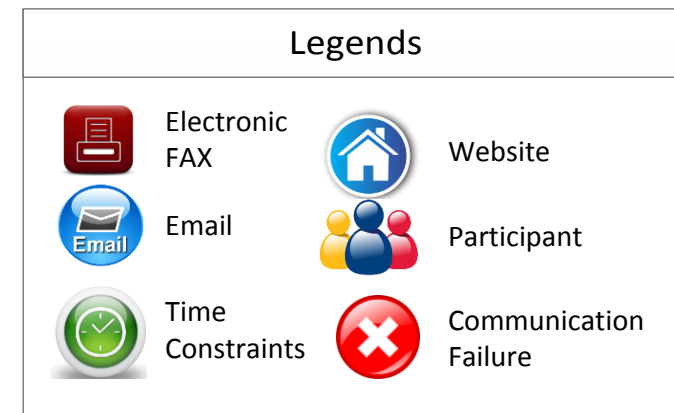 Legends
Electronic
FAX
Website
Email
Email
Participant
Time
Constraints
Communication
Failure